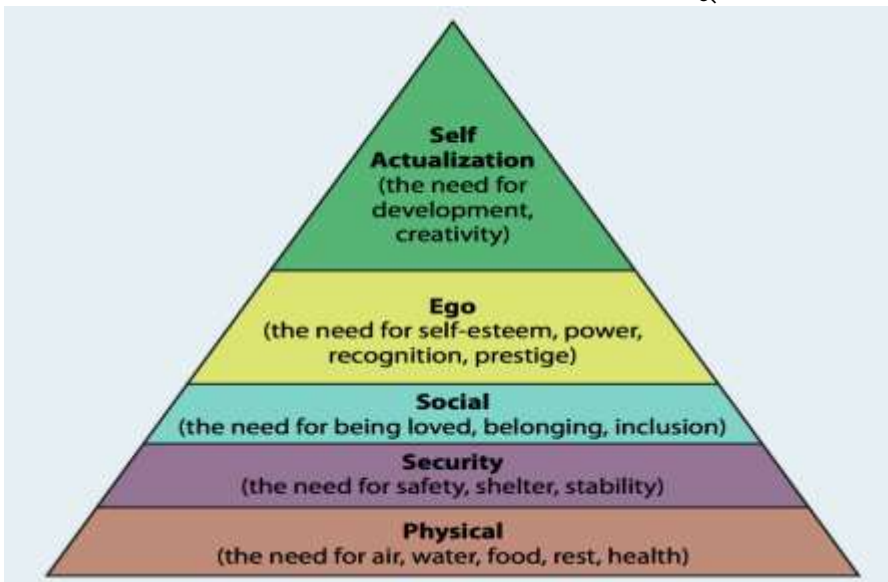 Self
Actualization
(the need for
development,
creativity)
Ego
(the need for self-esteem, power,
recognition, prestige)
Social
(the need for being loved, belonging, inclusion)
Security
(the need for safety, shelter, stability)
Physical
(the need for air, water, food, rest, health)